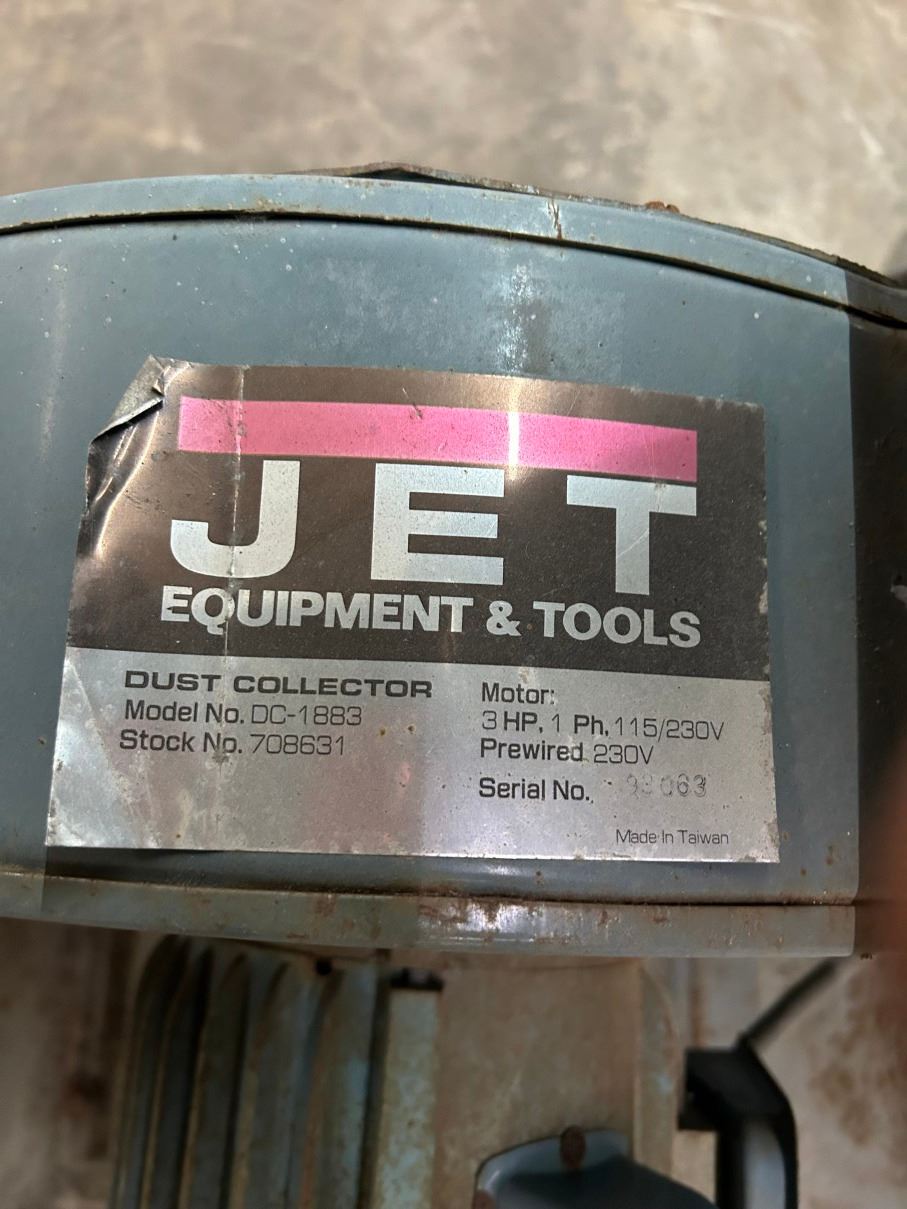 JET
EQUIPMENT & TOOLS
DUST COLLECTOR
Model No. DC-1883
Stock No. 708631
Motor:
3 HP, 1 Ph, 115/230V
Prewired 230V
Serial No.
Made In Taiwan